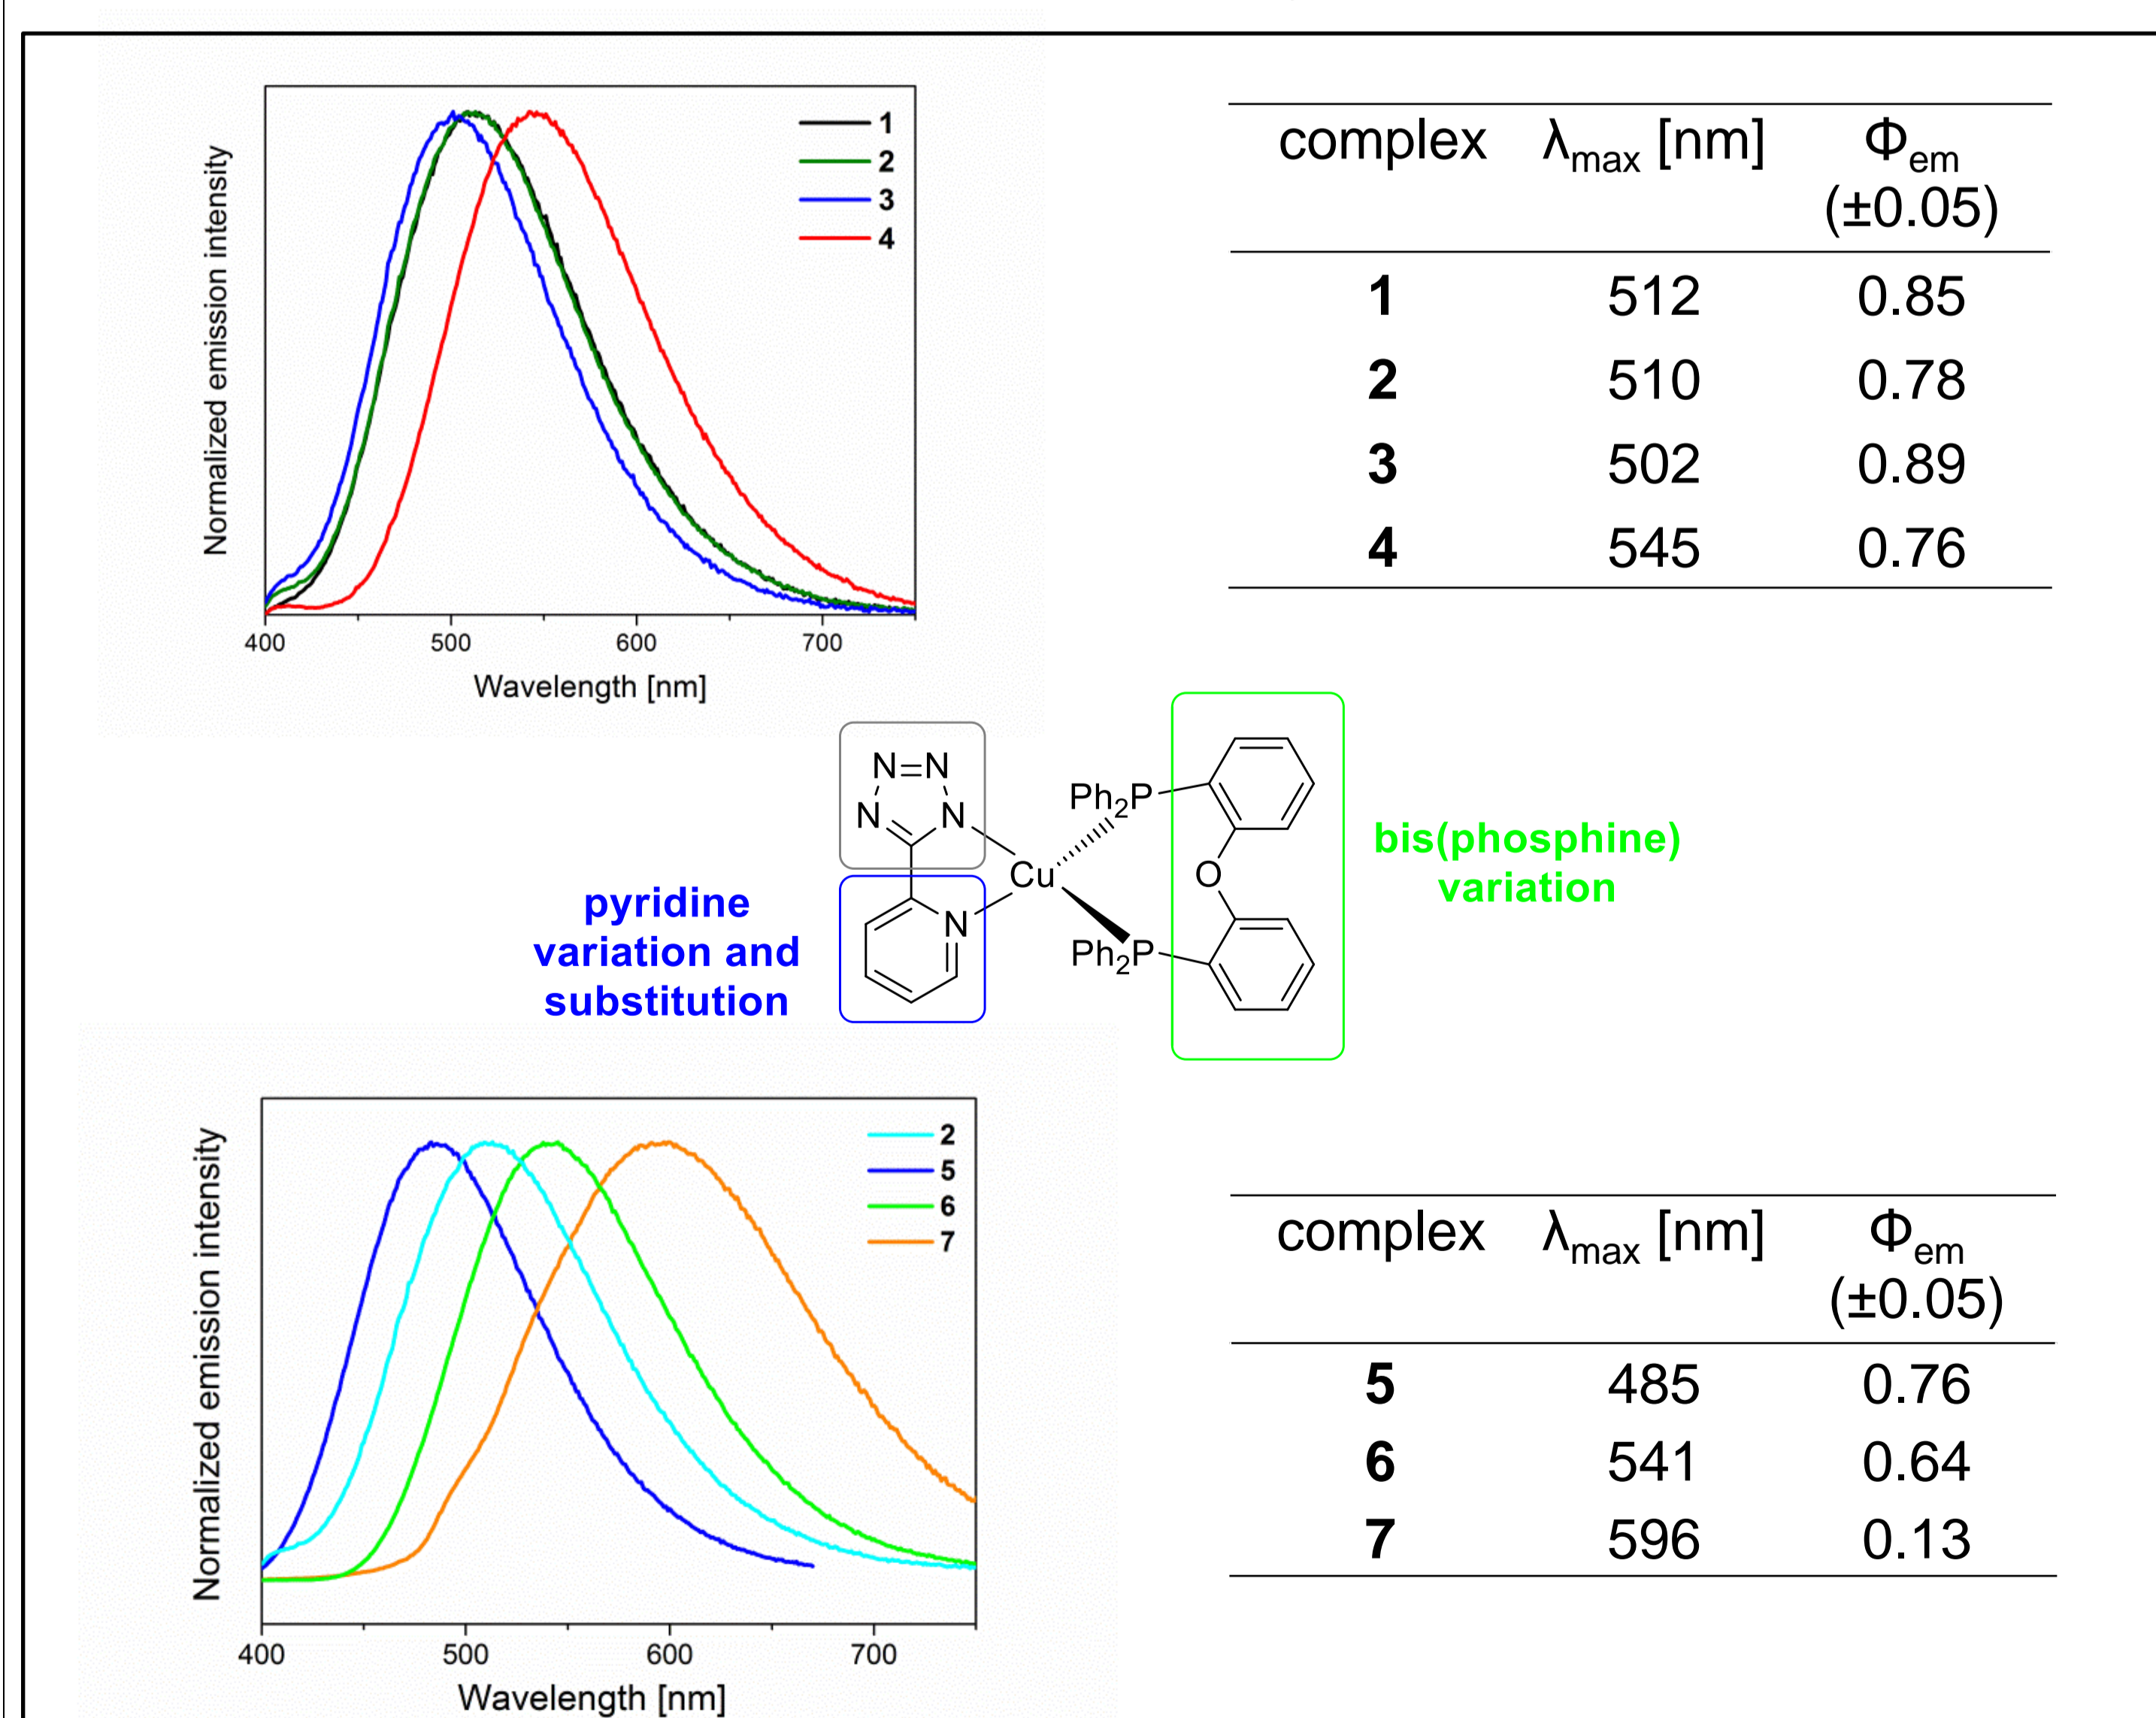 Normalized emission intensity
1
2
3
4
400 500 600 700
Wavelength [nm]
complex λmax [nm] Φem
(±0.05)
1 512 0.85
2 510 0.78
3 502 0.89
4 545 0.76
N=N
N N
Cu
N
Ph2P
O
Ph2P
pyridine
variation and
substitution
bis(phosphine)
variation
Normalized emission intensity
2
5
6
7
400 500 600 700
Wavelength [nm]
complex λmax [nm] Φem
(±0.05)
5 485 0.76
6 541 0.64
7 596 0.13